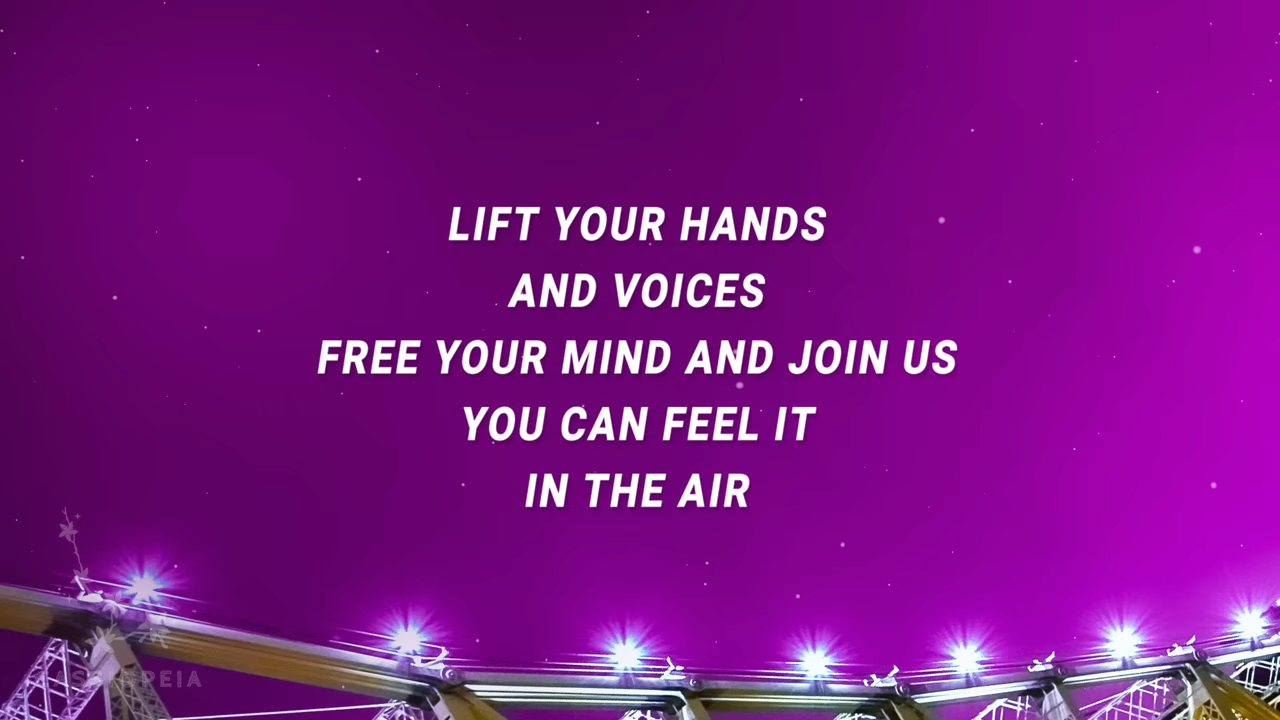 LIFT YOUR HANDS
AND VOICES
FREE YOUR MIND AND JOIN US
YOU CAN FEEL IT
IN THE AIR